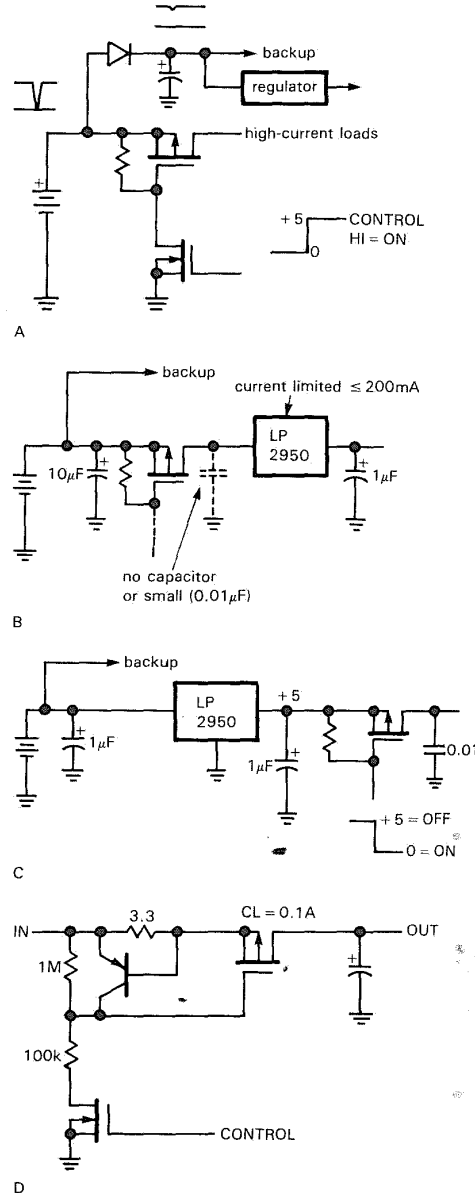 +
backup
regulator
+
high-current loads
+ 5
CONTROL
0
HI = ON
A
backup
current limited ≤ 200mA
LP
2950
10µF
+
+
1µF
no capacitor
or small (0.01µF)
B
backup
LP
2950
+5
+
1µF
+
1µF
0.01
+ 5 = OFF
0 = ON
C
IN
3.3
CL = 0.1A
OUT
1M
+
100k
CONTROL
D